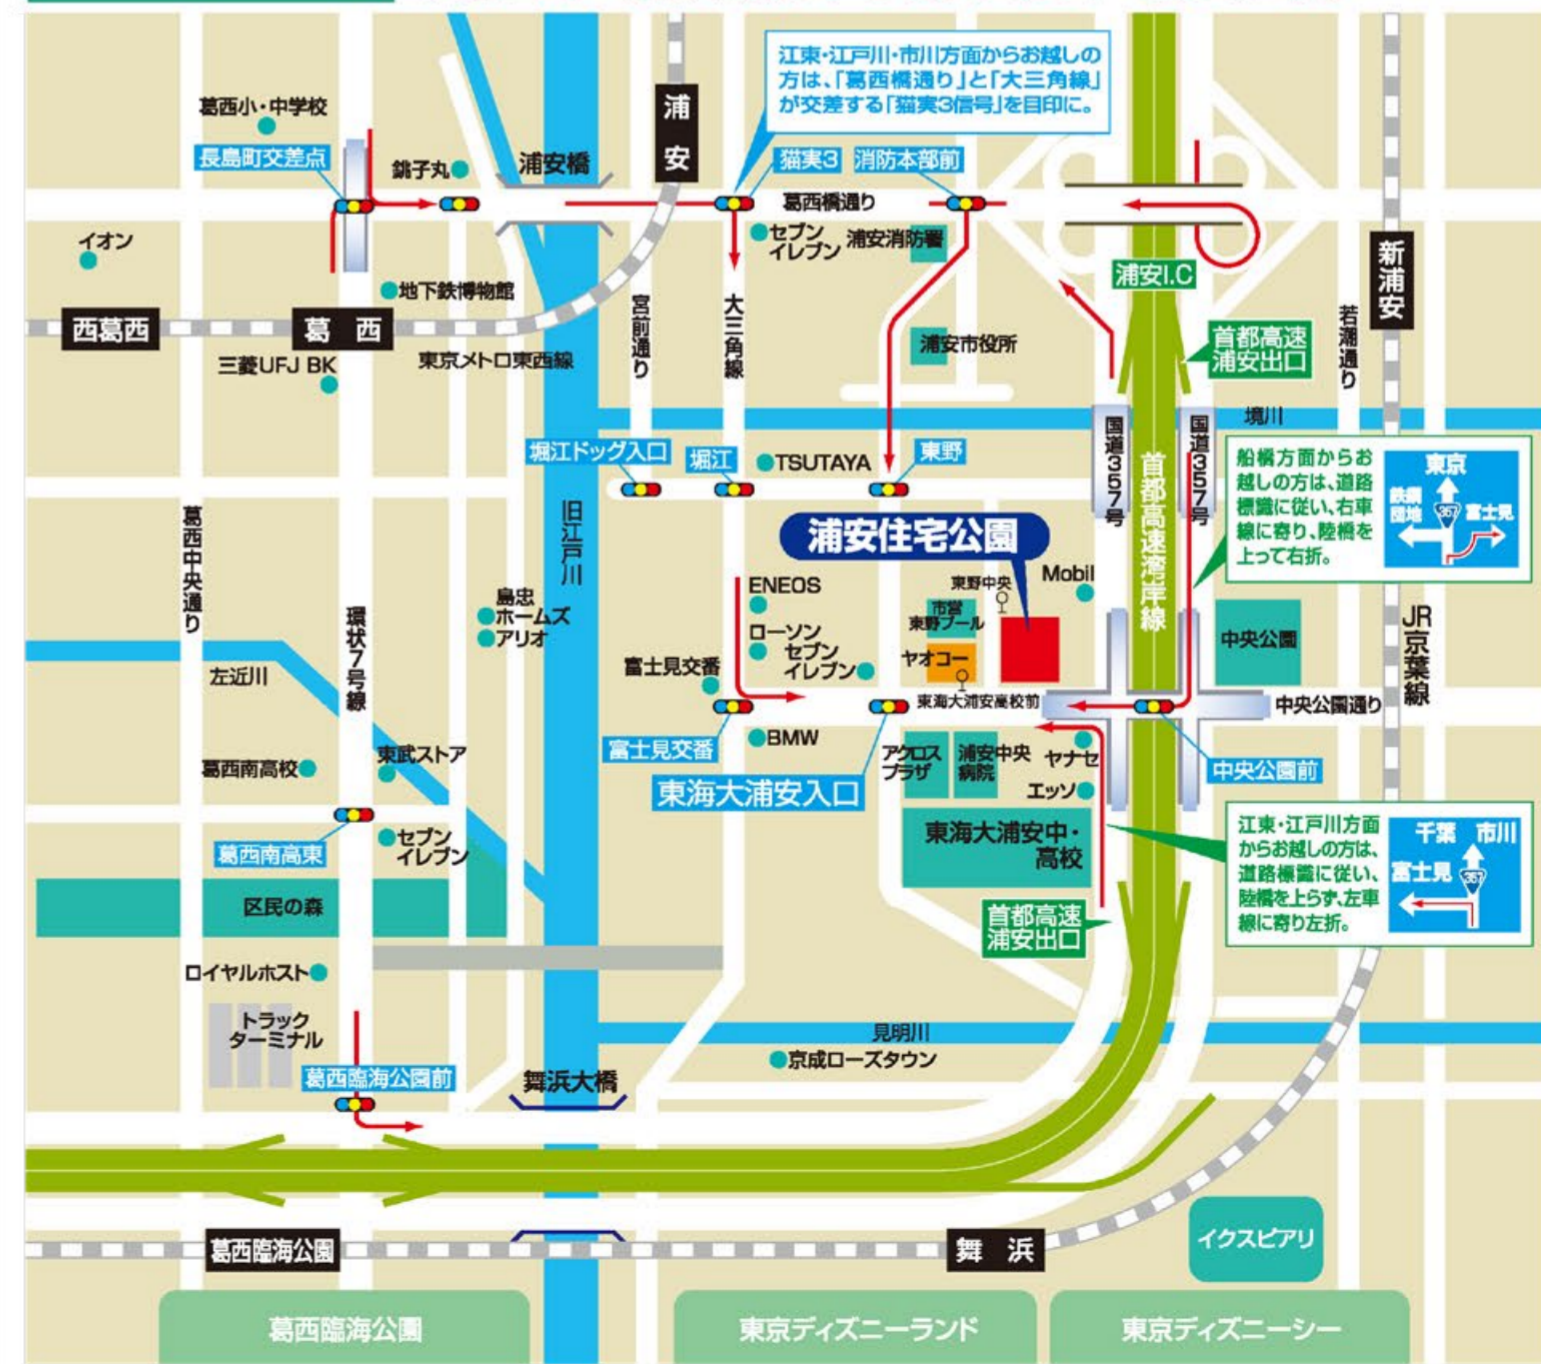 江東・江戸川・市川方面からお越しの
方は、「葛西橋通り」と「大三角線」
が交差する「猫実3信号」を目印に。
葛西小・中学校
長島町交差点
銚子丸
浦安橋
浦安
猫実3
消防本部前
葛西橋通り
セブン
イレブン
浦安消防署
イオン
地下鉄博物館
浦安I.C
新浦安
西葛西
葛西
宮前通り
大三角線
若潮通り
三菱UFJ BK
東京メトロ東西線
浦安市役所
首都高速
浦安出口
境川
国道357号
国道357号
堀江ドッグ入口
堀江
TSUTAYA
東野
首都高速湾岸線
船橋方面からお
越しの方は、道路
標識に従い、右車
線に寄り、陸橋を
上って右折。
東京
鉄鋼
団地
357
富士見
葛西中央通り
旧江戸川
浦安住宅公園
環状7号線
島忠
ホームズ
アリオ
ENEOS
東野中央
Mobil
市営
東野プール
ローソン
セブン
イレブン
ヤオコー
中央公園
JR京葉線
左近川
富士見交番
東海大浦安高校前
中央公園通り
富士見交番
BMW
アクロス
プラザ
浦安中央
病院
ヤナセ
エッソ
中央公園前
東海大浦安入口
葛西南高校
東武ストア
葛西南高東
セブン
イレブン
東海大浦安中・
高校
江東・江戸川方面
からお越しの方は、
道路標識に従い、
陸橋を上らず、左車
線に寄り左折。
千葉 市川
富士見
357
区民の森
首都高速
浦安出口
ロイヤルホスト
トラック
ターミナル
見明川
京成ローズタウン
葛西臨海公園前
舞浜大橋
葛西臨海公園
舞浜
イクスピアリ
葛西臨海公園
東京ディズニーランド
東京ディズニーシー